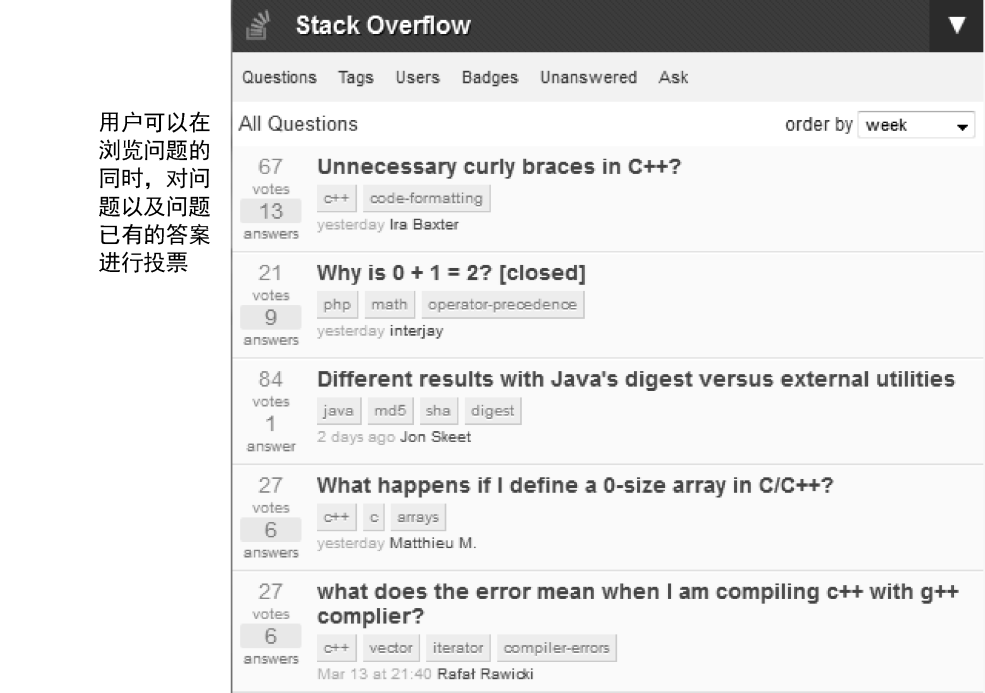 Stack Overflow
Questions Tags Users Badges Unanswered Ask
用户可以在
浏览问题的
同时，对问
题以及问题
已有的答案
进行投票
All Questions
order by week
67
votes
13
answers
Unnecessary curly braces in C++?
c++ code-formatting
yesterday Ira Baxter
21
votes
9
answers
Why is 0 + 1 = 2? [closed]
php math operator-precedence
yesterday interjay
84
votes
1
answer
Different results with Java's digest versus external utilities
java md5 sha digest
2 days ago Jon Skeet
27
votes
6
answers
What happens if I define a 0-size array in C/C++?
c++ c arrays
yesterday Matthieu M.
27
votes
6
answers
what does the error mean when I am compiling c++ with g++
complier?
c++ vector iterator compiler-errors
Mar 13 at 21:40 Rafał Rawicki